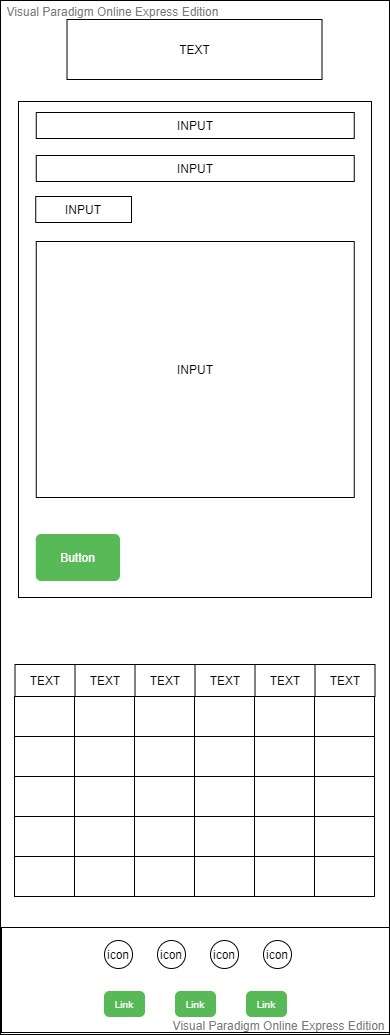 Visual Paradigm Online Express Edition
TEXT
INPUT
INPUT
INPUT
INPUT
Button
TEXT TEXT TEXT TEXT TEXT TEXT
icon icon icon icon
Link Link Link
Visual Paradigm Online Express Edition